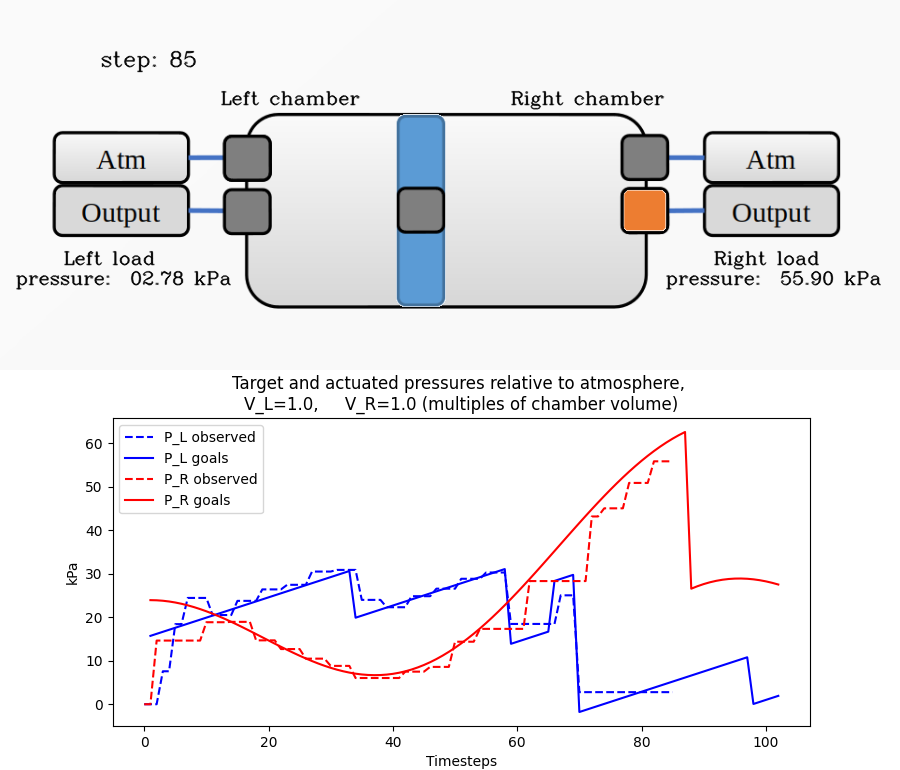 step: 85
Left chamber
Right chamber
Atm
Atm
Output
Output
Left load
pressure: 02.78 kPa
Right load
pressure: 55.90 kPa
Target and actuated pressures relative to atmosphere,
V_L=1.0, V_R=1.0 (multiples of chamber volume)
P_L observed
P_L goals
P_R observed
P_R goals
kPa
60
50
40
30
20
10
0
0
20
40
60
80
100
Timesteps